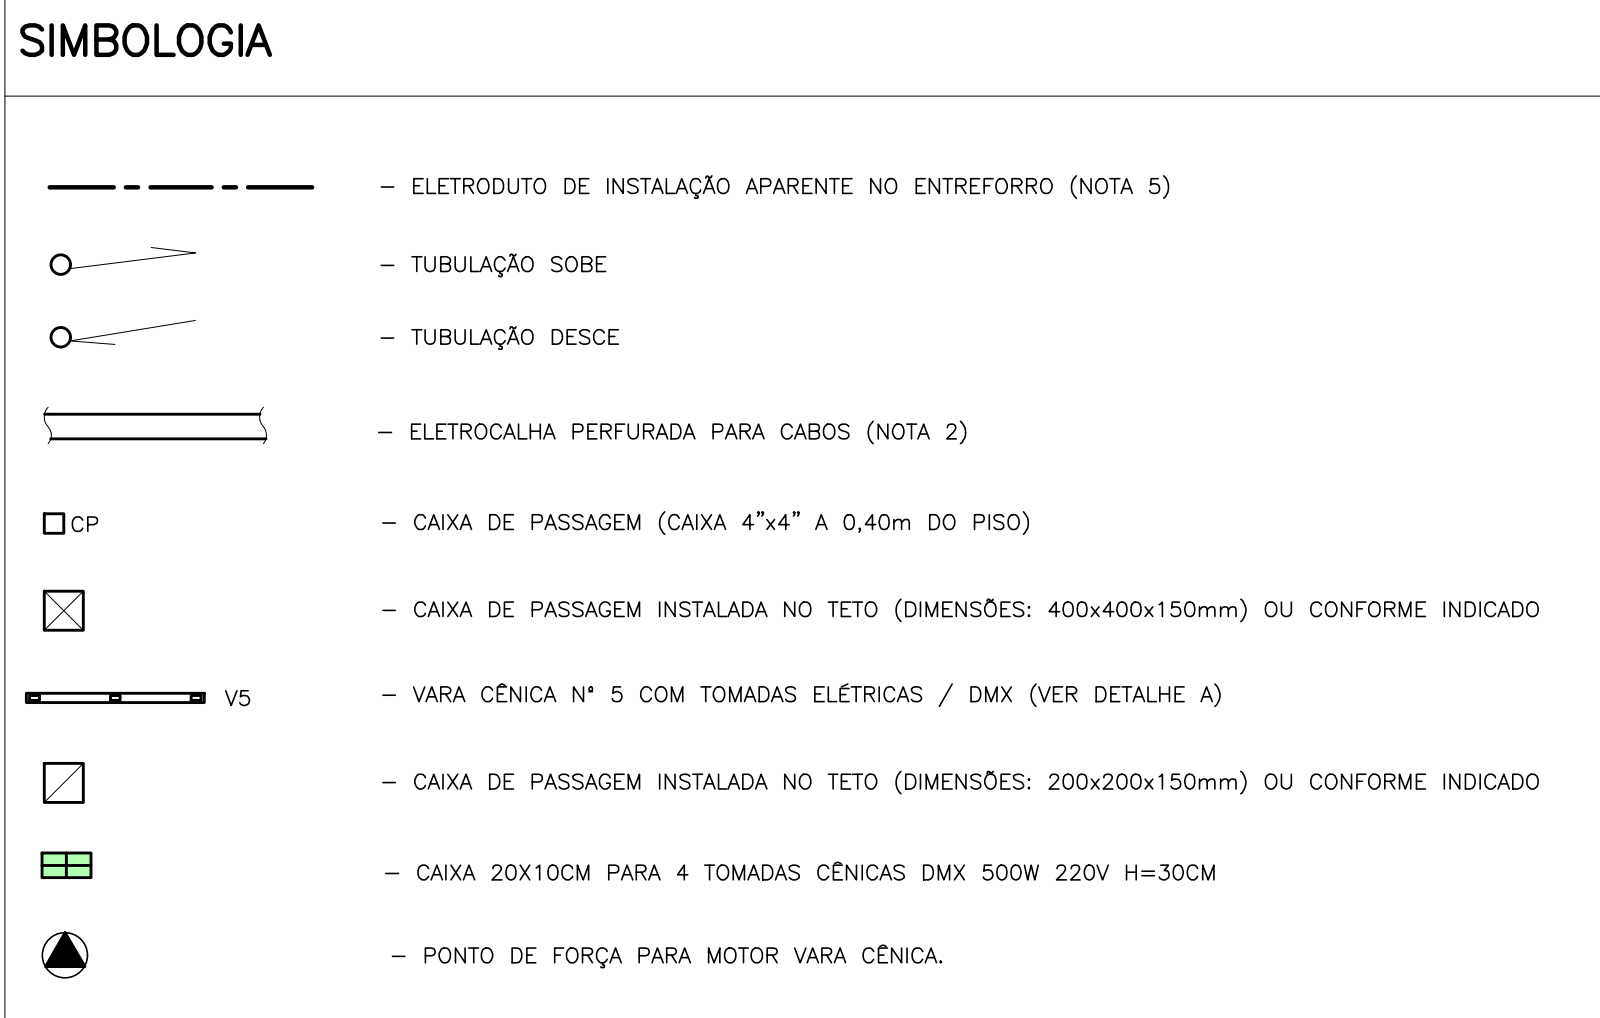 SIMBOLOGIA
– ELETRODUTO DE INSTALAÇÃO APARENTE NO ENTREFORRO (NOTA 5)
– TUBULAÇÃO SOBE
– TUBULAÇÃO DESCE
– ELETROCALHA PERFURADA PARA CABOS (NOTA 2)
CP – CAIXA DE PASSAGEM (CAIXA 4”x4” A 0,40m DO PISO)
– CAIXA DE PASSAGEM INSTALADA NO TETO (DIMENSÕES: 400x400x150mm) OU CONFORME INDICADO
V5 – VARA CÊNICA Nª 5 COM TOMADAS ELÉTRICAS / DMX (VER DETALHE A)
– CAIXA DE PASSAGEM INSTALADA NO TETO (DIMENSÕES: 200x200x150mm) OU CONFORME INDICADO
– CAIXA 20X10CM PARA 4 TOMADAS CÊNICAS DMX 500W 220V H=30CM
– PONTO DE FORÇA PARA MOTOR VARA CÊNICA.